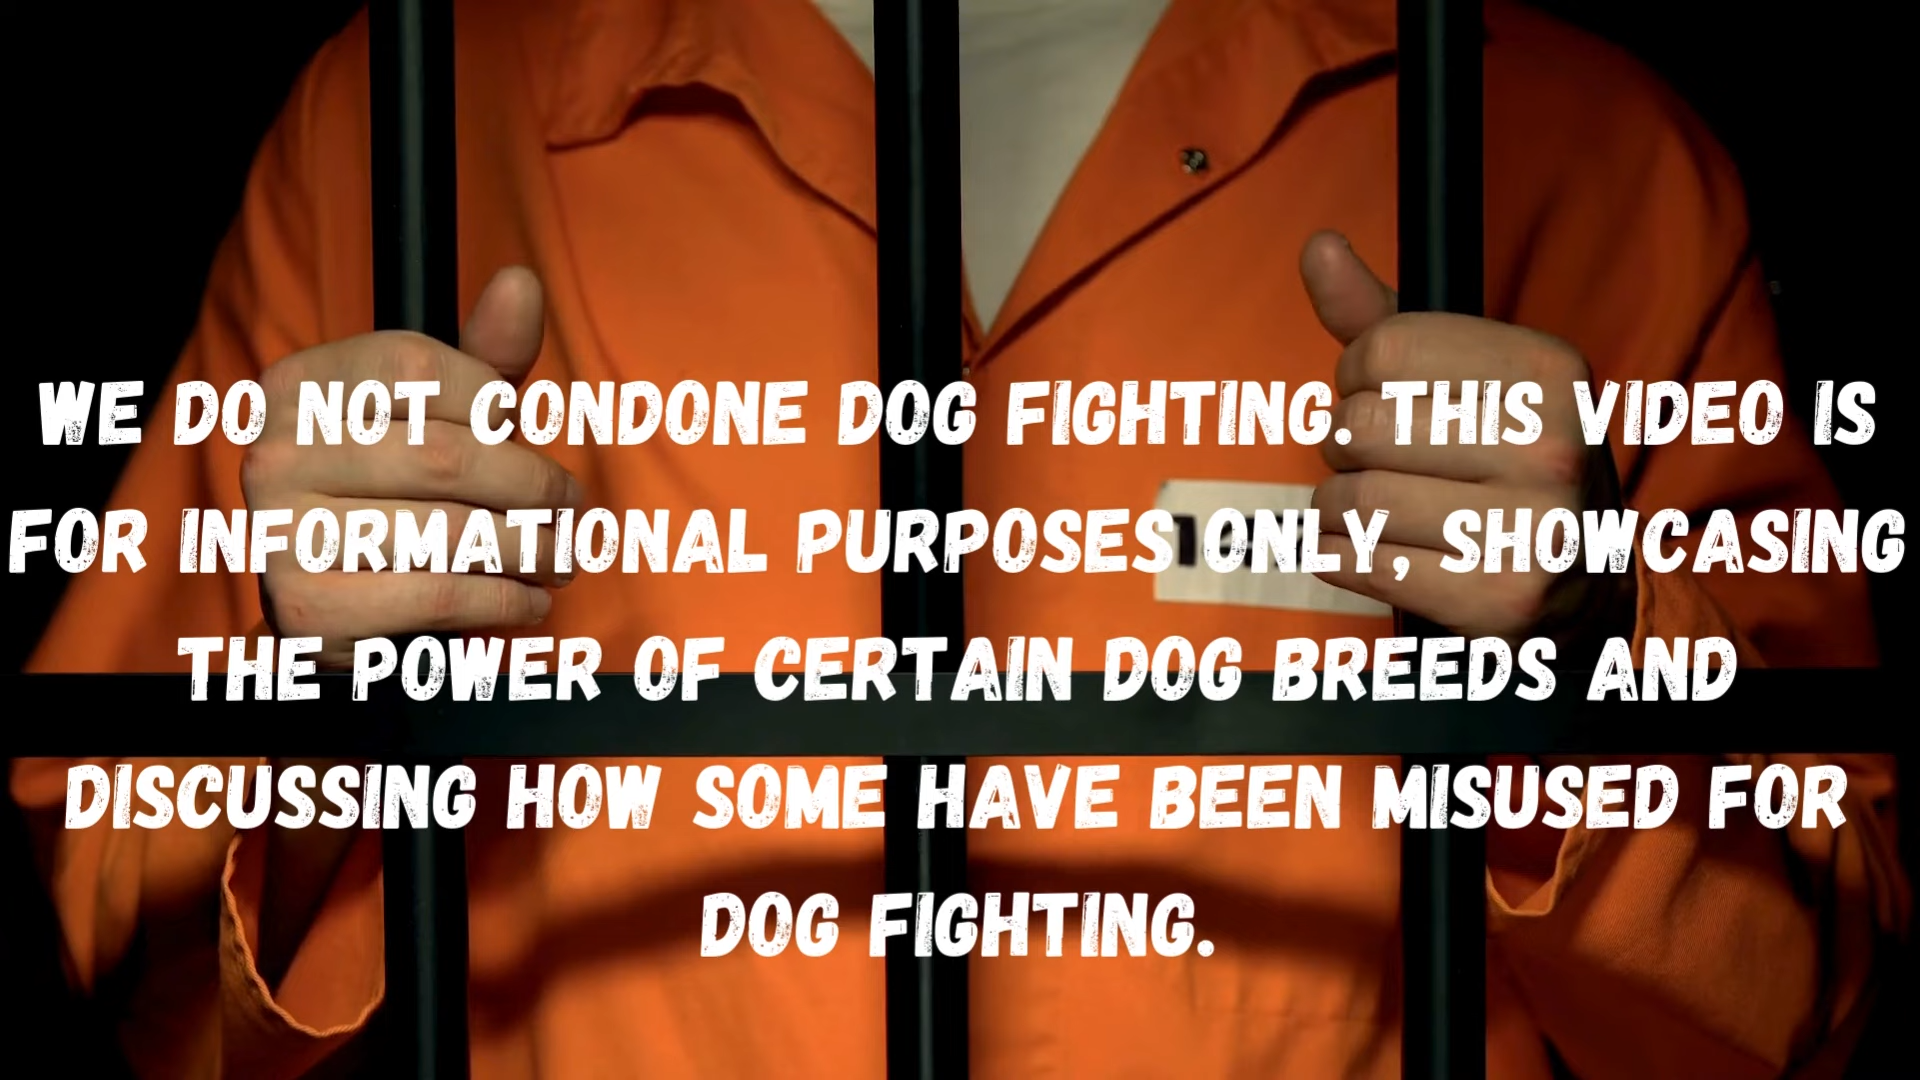 WE DO NOT CONDONE DOG FIGHTING. THIS VIDEO IS
FOR INFORMATIONAL PURPOSES ONLY, SHOWCASING
THE POWER OF CERTAIN DOG BREEDS AND
DISCUSSING HOW SOME HAVE BEEN MISUSED FOR
DOG FIGHTING.